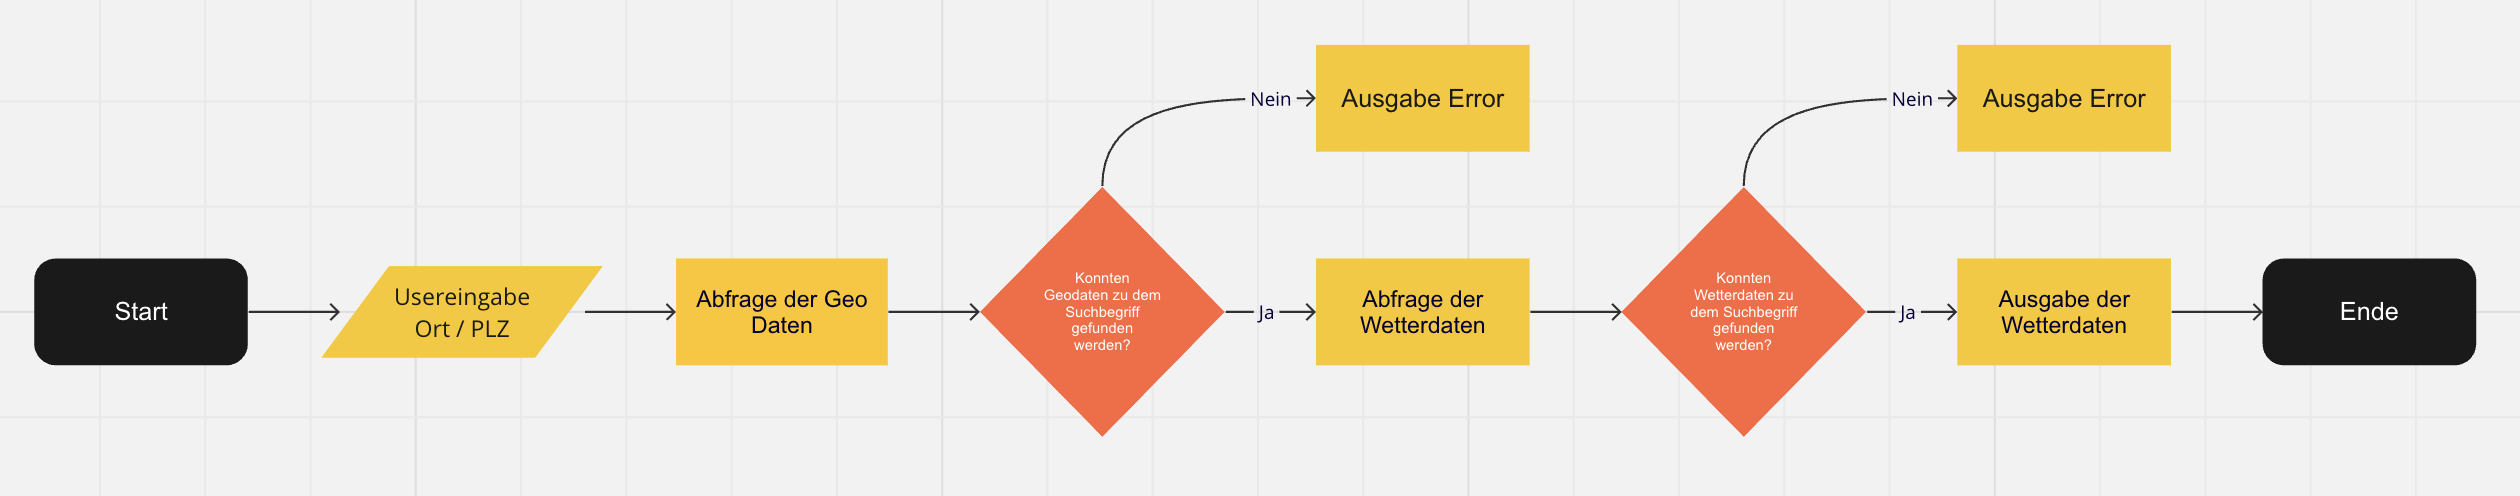 Start
Usereingabe
Ort / PLZ
Abfrage der Geo
Daten
Konnten
Geodaten zu dem
Suchbegriff
gefunden
werden?
Nein
Ausgabe Error
Ja
Abfrage der
Wetterdaten
Konnten
Wetterdaten zu
dem Suchbegriff
gefunden
werden?
Nein
Ausgabe Error
Ja
Ausgabe der
Wetterdaten
Ende